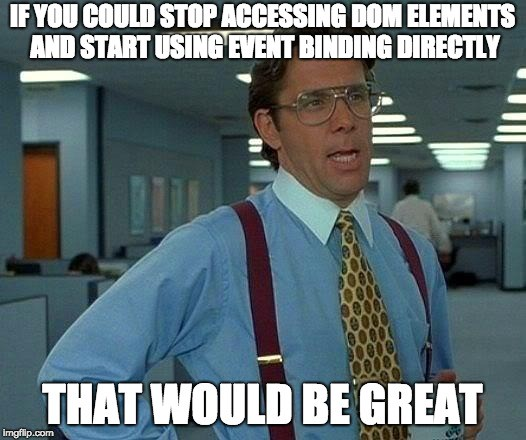 IF YOU COULD STOP ACCESSING DOM ELEMENTS
AND START USING EVENT BINDING DIRECTLY
THAT WOULD BE GREAT
imgflip.com